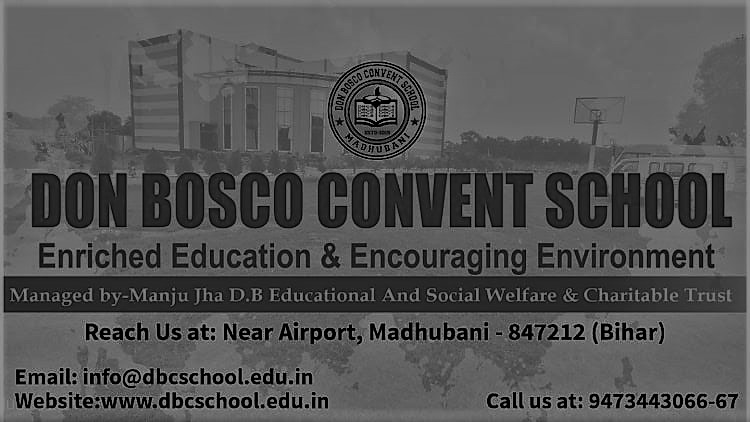 DON BOSCO CONVENT SCHOOL
MADHUBANI
DON BOSCO CONVENT SCHOOL
Enriched Education & Encouraging Environment
Managed by-Manju Jha D.B Educational And Social Welfare & Charitable Trust
Reach Us at: Near Airport, Madhubani - 847212 (Bihar)
Email: info@dbcschool.edu.in
Website:www.dbcschool.edu.in
Call us at: 9473443066-67